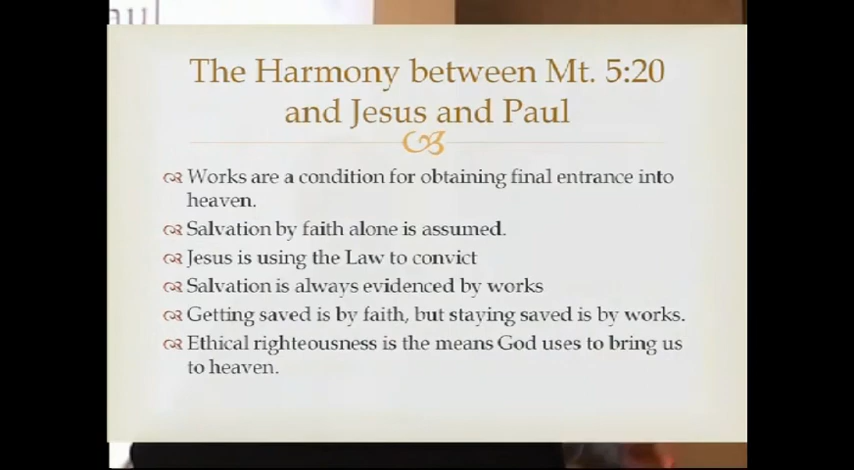 The Harmony between Mt. 5:20
and Jesus and Paul
Works are a condition for obtaining final entrance into
heaven.
Salvation by faith alone is assumed.
Jesus is using the Law to convict
Salvation is always evidenced by works
Getting saved is by faith, but staying saved is by works.
Ethical righteousness is the means God uses to bring us
to heaven.